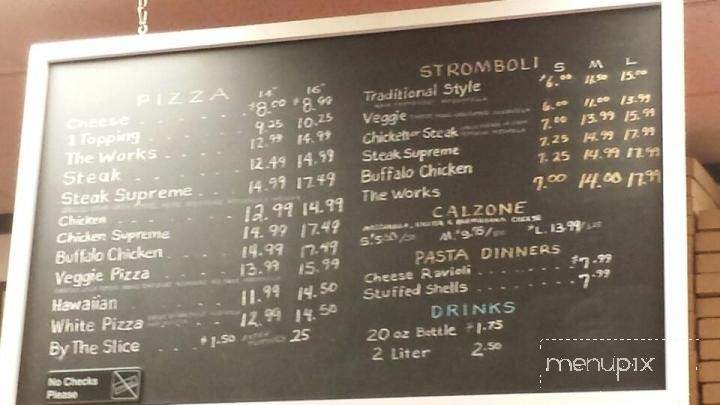 PIZZA 14" 16"
Cheese $8.00 $8.99
1 Topping 9.25 10.25
The Works 12.99 14.99
Steak 12.49 14.99
Steak Supreme 14.99 17.49
Chicken 12.99 14.99
Chicken Supreme 14.99 17.49
Buffalo Chicken 14.99 17.49
Veggie Pizza 13.99 15.99
Hawaiian 11.99 14.50
White Pizza 12.99 14.50
By The Slice $1.50 25
No Checks
Please
STROMBOLI S M L
Traditional Style $6.00 11.50 15.00
Veggie 6.00 11.00 13.99
Chicken or Steak 7.00 13.99 15.99
Steak Supreme 7.25 14.99 17.99
Buffalo Chicken 7.25 14.99 17.99
The Works 7.00 14.00 17.99
CALZONE
CHEESE
M. L. 13.99
PASTA DINNERS
Cheese Ravioli $7.99
Stuffed Shells 7.99
DRINKS
20 oz Bottle $1.75
2 Liter 2.50
menupix